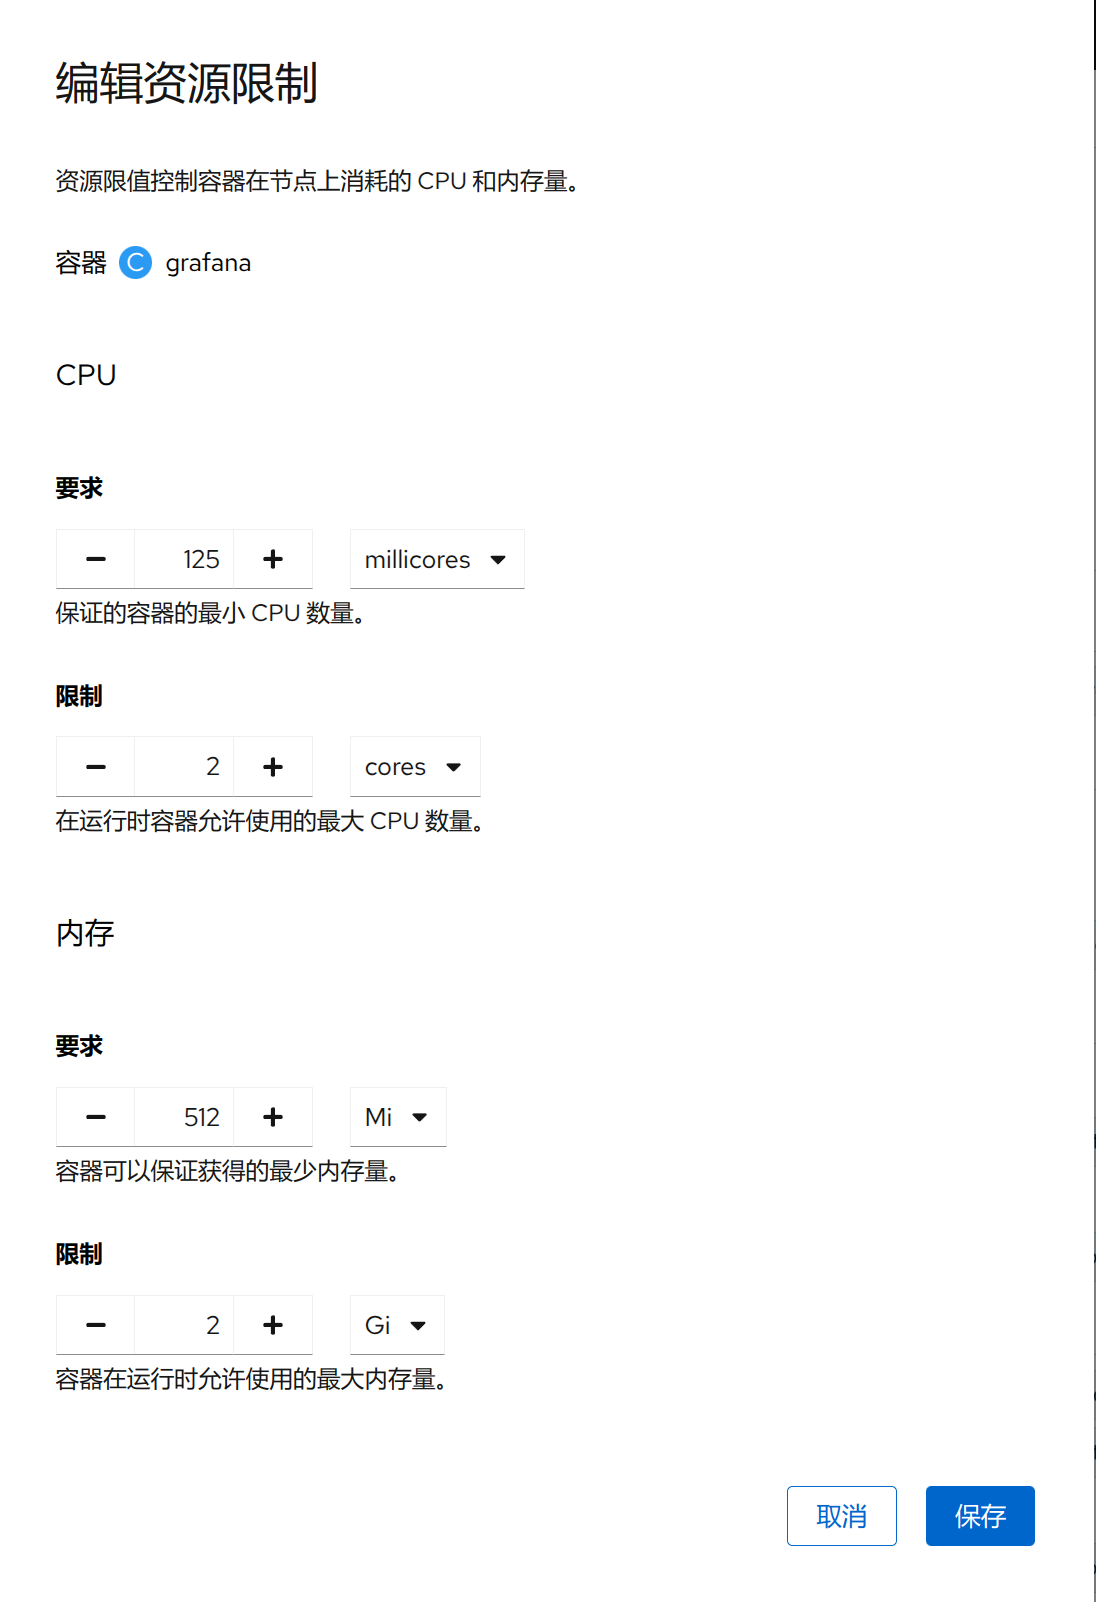 编辑资源限制
资源限值控制容器在节点上消耗的 CPU 和内存量。
容器 C grafana
CPU
要求
125 millicores
保证的容器的最小 CPU 数量。
限制
2 cores
在运行时容器允许使用的最大 CPU 数量。
内存
要求
512 Mi
容器可以保证获得的最少内存量。
限制
2 Gi
容器在运行时允许使用的最大内存量。
取消 保存